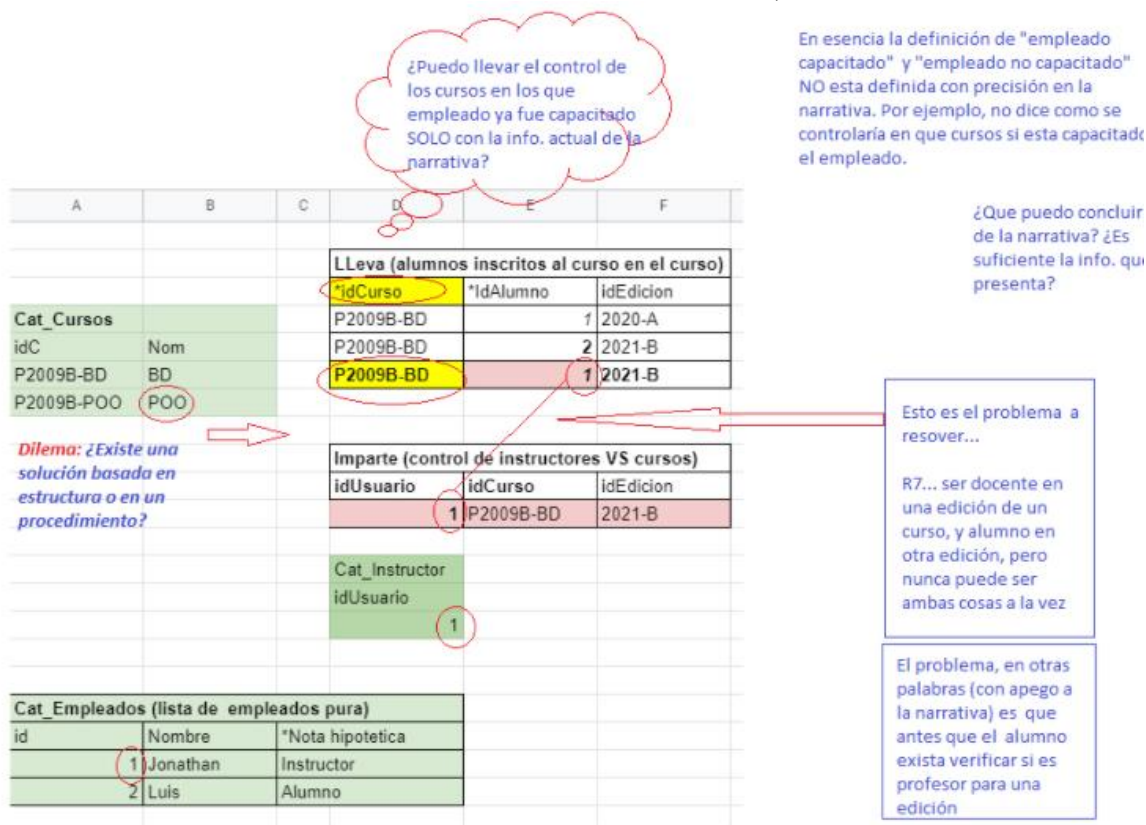 ¿Puedo llevar el control de
los cursos en los que
empleado ya fue capacitado
SOLO con la info. actual de la
narrativa?
En esencia la definición de "empleado
capacitado" y "empleado no capacitado"
NO esta definida con precisión en la
narrativa. Por ejemplo, no dice como se
controlaría en que cursos si esta capacitado
el empleado.
¿Que puedo concluir
de la narrativa? ¿Es
suficiente la info. que
presenta?
A B C D E F
LLeva (alumnos inscritos al curso en el curso)
*idCurso *IdAlumno idEdicion
P2009B-BD 1 2020-A
P2009B-BD 2 2021-B
P2009B-BD 1 2021-B
Cat_Cursos
idC Nom
P2009B-BD BD
P2009B-POO POO
Dilema: ¿Existe una
solución basada en
estructura o en un
procedimiento?
Imparte (control de instructores VS cursos)
idUsuario idCurso idEdicion
1 P2009B-BD 2021-B
Cat_Instructor
idUsuario
1
Esto es el problema a
resover...
R7... ser docente en
una edición de un
curso, y alumno en
otra edición, pero
nunca puede ser
ambas cosas a la vez
El problema, en otras
palabras (con apego a
la narrativa) es que
antes que el alumno
exista verificar si es
profesor para una
edición
Cat_Empleados (lista de empleados pura)
id Nombre *Nota hipotetica
1 Jonathan Instructor
2 Luis Alumno